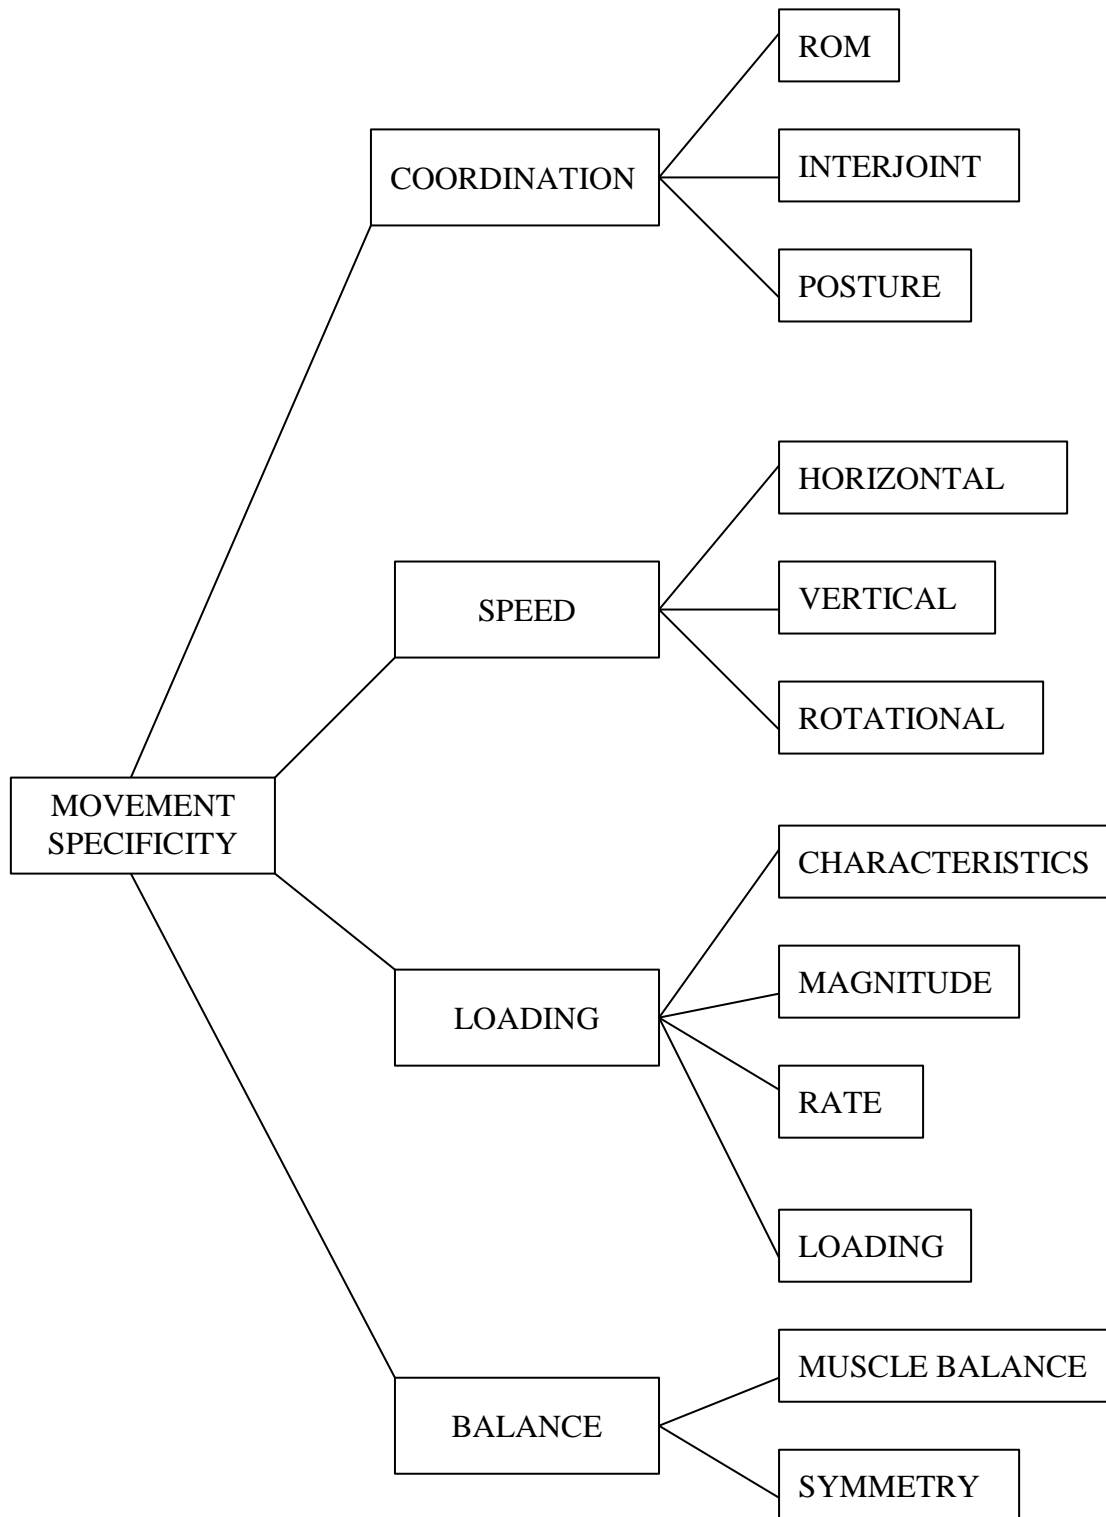 ROM
COORDINATION
INTERJOINT
POSTURE
HORIZONTAL
SPEED
VERTICAL
ROTATIONAL
MOVEMENT
SPECIFICITY
CHARACTERISTICS
LOADING
MAGNITUDE
RATE
LOADING
MUSCLE BALANCE
BALANCE
SYMMETRY